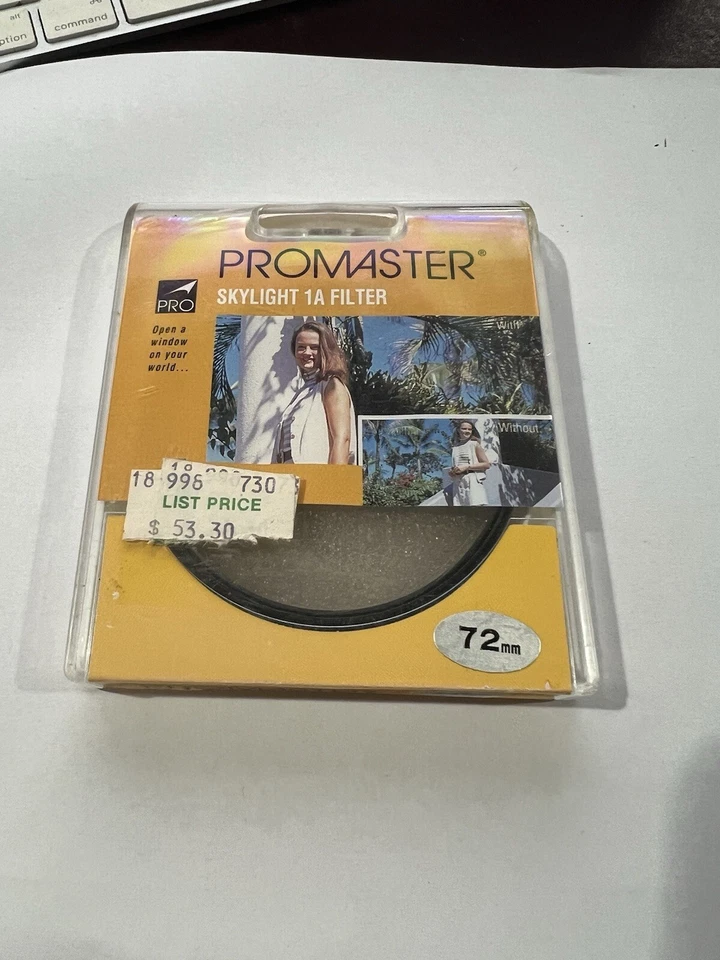 alt
option
command
PROMASTER®
SKYLIGHT 1A FILTER
PRO
Open a
window
on your
world...
With
Without
18 998 730
LIST PRICE
$ 53.30
72mm